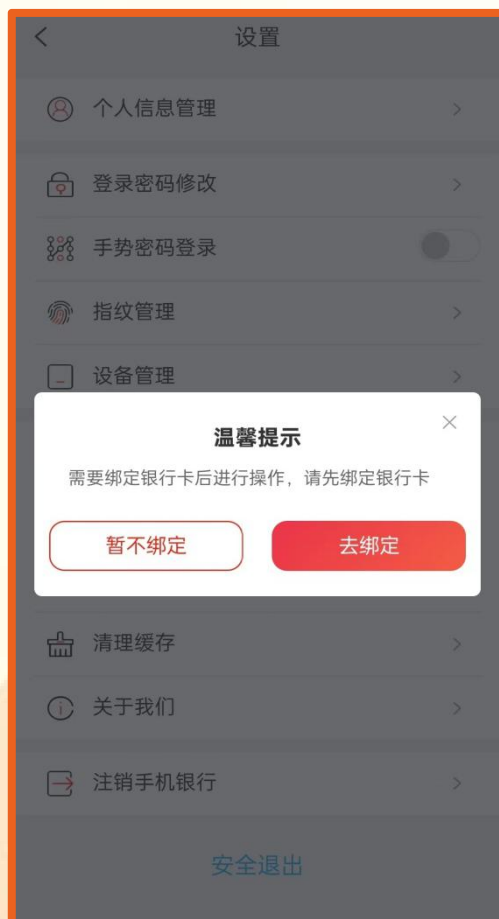 设置
个人信息管理
登录密码修改
手势密码登录
指纹管理
设备管理
温馨提示
需要绑定银行卡后进行操作，请先绑定银行卡
暂不绑定
去绑定
清理缓存
关于我们
注销手机银行
安全退出